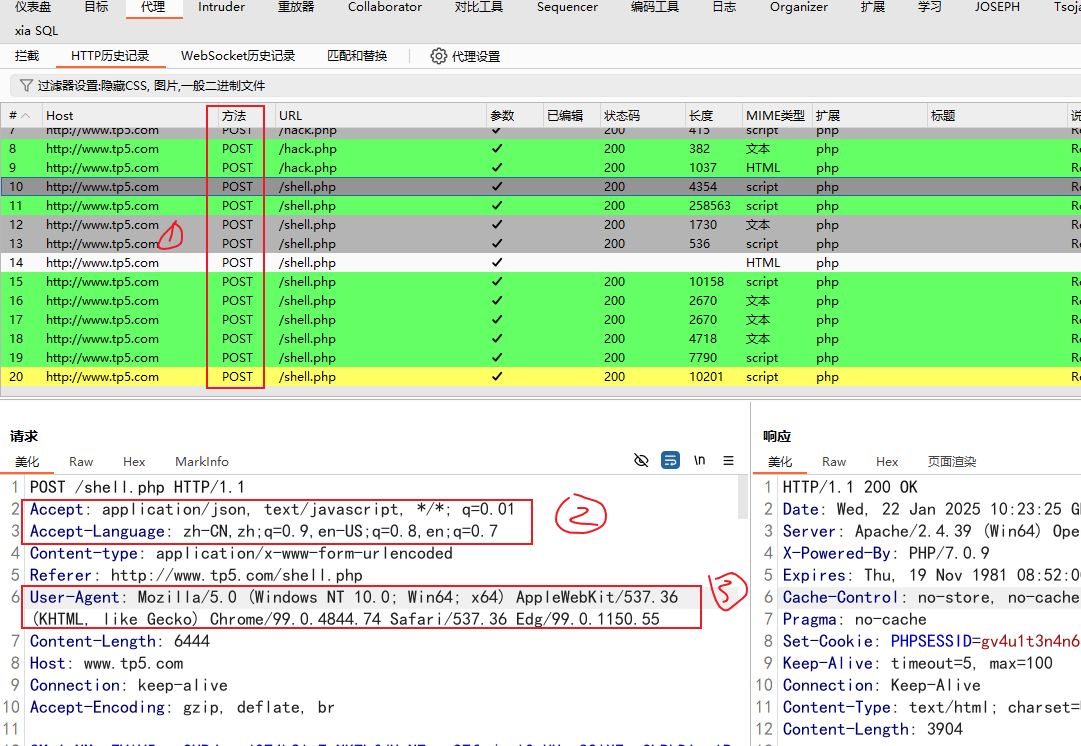 仪表盘 目标 代理 Intruder 重放器 Collaborator 对比工具 Sequencer 编码工具 日志 Organizer 扩展 学习 JOSEPH
xia SQL
拦截 HTTP历史记录 WebSocket历史记录 匹配和替换 代理设置
过滤器设置:隐藏CSS, 图片,一般二进制文件
# Host 方法 URL 参数 已编辑 状态码 长度 MIME类型 扩展 标题
7 http://www.tp5.com POST /hack.php ✓ 200 415 script php
8 http://www.tp5.com POST /hack.php ✓ 200 382 文本 php
9 http://www.tp5.com POST /hack.php ✓ 200 1037 HTML php
10 http://www.tp5.com POST /shell.php ✓ 200 4354 script php
11 http://www.tp5.com POST /shell.php ✓ 200 258563 script php
12 http://www.tp5.com POST /shell.php ✓ 200 1730 文本 php
13 http://www.tp5.com POST /shell.php ✓ 200 536 script php
①
14 http://www.tp5.com POST /shell.php ✓ HTML php
15 http://www.tp5.com POST /shell.php ✓ 200 10158 script php
16 http://www.tp5.com POST /shell.php ✓ 200 2670 文本 php
17 http://www.tp5.com POST /shell.php ✓ 200 2670 文本 php
18 http://www.tp5.com POST /shell.php ✓ 200 4718 文本 php
19 http://www.tp5.com POST /shell.php ✓ 200 7790 script php
20 http://www.tp5.com POST /shell.php ✓ 200 10201 script php
请求
美化 Raw Hex MarkInfo \n
1 POST /shell.php HTTP/1.1
2 Accept: application/json, text/javascript, */*; q=0.01
3 Accept-Language: zh-CN,zh;q=0.9,en-US;q=0.8,en;q=0.7
②
4 Content-type: application/x-www-form-urlencoded
5 Referer: http://www.tp5.com/shell.php
6 User-Agent: Mozilla/5.0 (Windows NT 10.0; Win64; x64) AppleWebKit/537.36
(KHTML, like Gecko) Chrome/99.0.4844.74 Safari/537.36 Edg/99.0.1150.55
③
7 Content-Length: 6444
8 Host: www.tp5.com
9 Connection: keep-alive
10 Accept-Encoding: gzip, deflate, br
11
响应
美化 Raw Hex 页面渲染
1 HTTP/1.1 200 OK
2 Date: Wed, 22 Jan 2025 10:23:25
3 Server: Apache/2.4.39 (Win64)
4 X-Powered-By: PHP/7.0.9
5 Expires: Thu, 19 Nov 1981
6 Cache-Control: no-store, no-cache
7 Pragma: no-cache
8 Set-Cookie: PHPSESSID=gv4u1t3n4n6
9 Keep-Alive: timeout=5, max=100
10 Connection: Keep-Alive
11 Content-Type: text/html; charset=
12 Content-Length: 3904